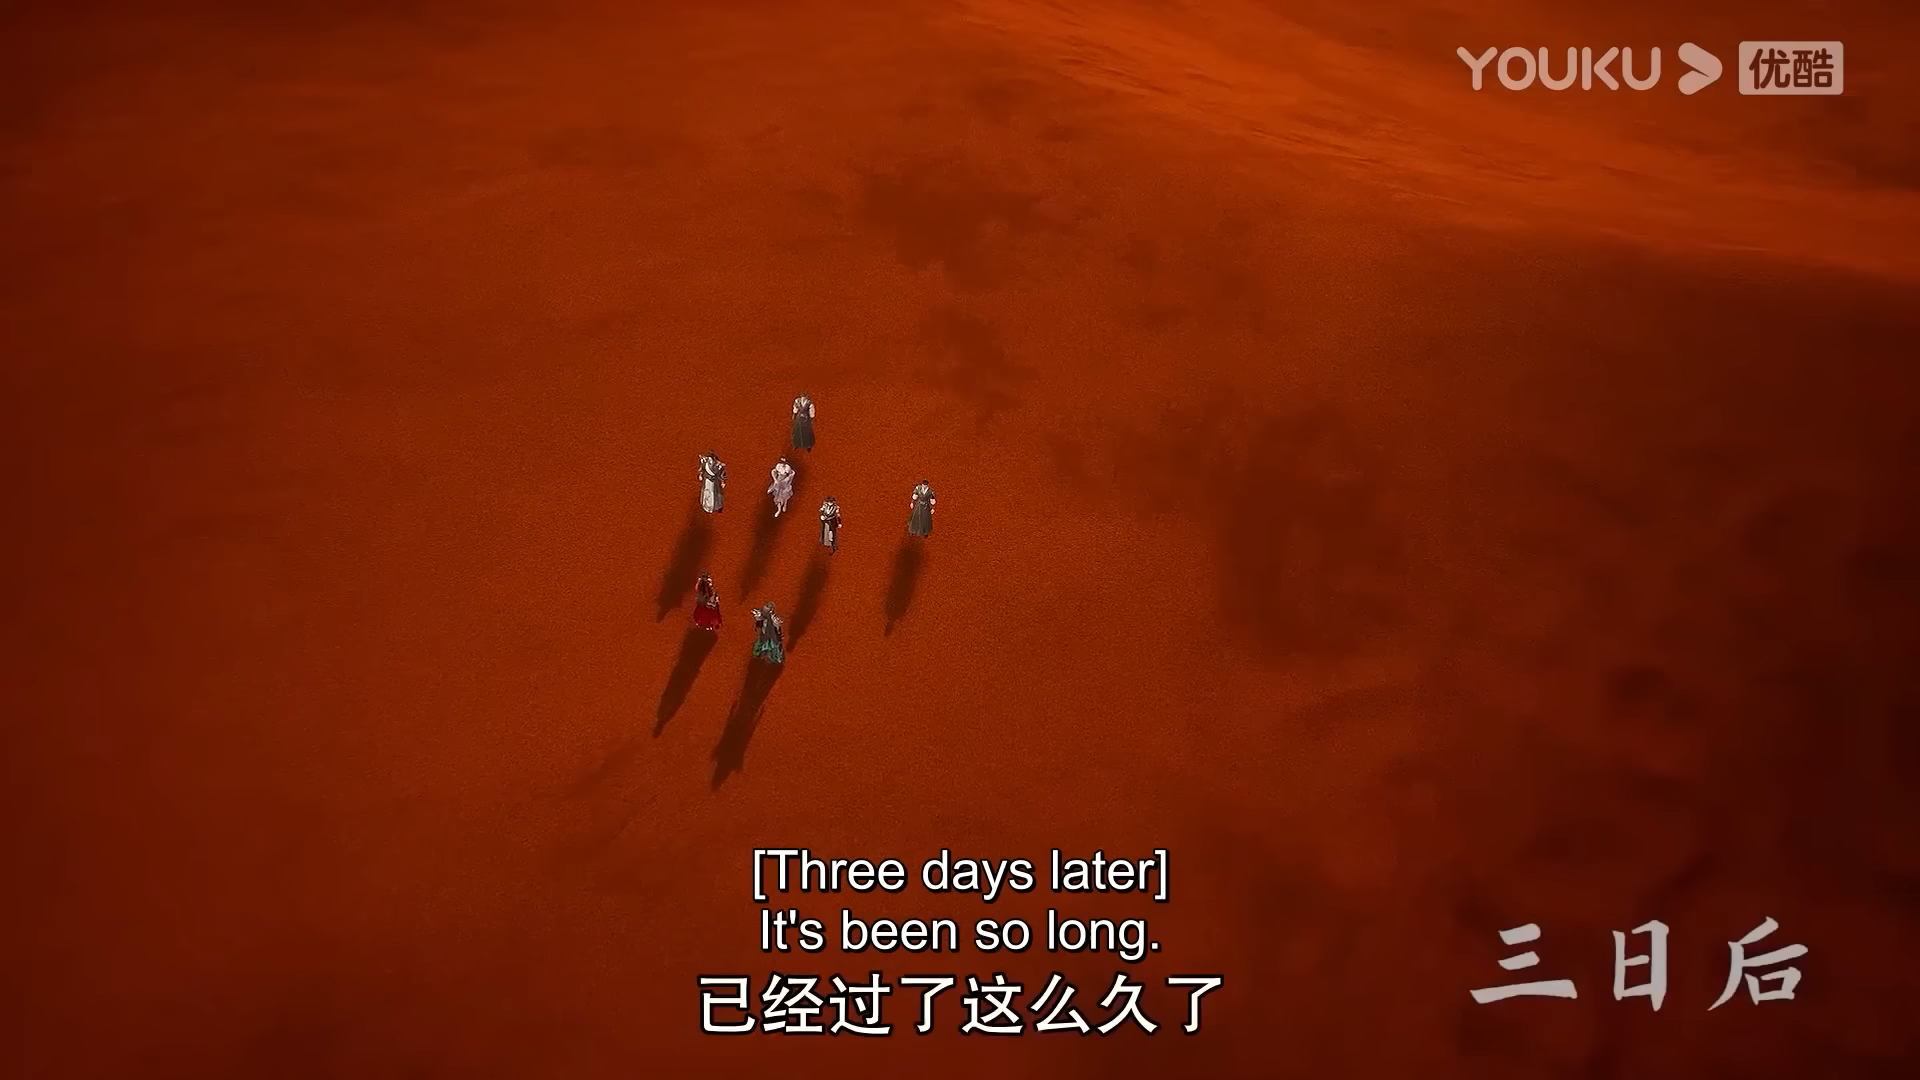 YOUKU 优酷
[Three days later]
It's been so long.
已经过了这么久了
三日后